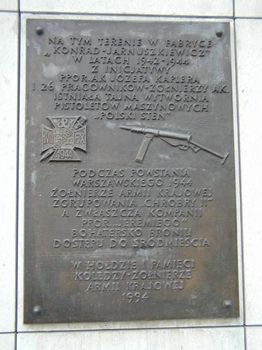 NA TYM TERENIE W FABRYCE
„KONRAD-JARNUSZKIEWICZ"
W LATACH 1942-1944
Z INICJATYWY
PPOR. AK JÓZEFA KAPLERA
I 26 PRACOWNIKÓW-ŻOŁNIERZY AK
ISTNIAŁA TAJNA WYTWÓRNIA
PISTOLETÓW MASZYNOWYCH
„POLSKI STEN"
PODCZAS POWSTANIA
WARSZAWSKIEGO 1944
ŻOŁNIERZE ARMII KRAJOWEJ
ZGRUPOWANIA „CHROBRY II"
A ZWŁASZCZA KOMPANII
PPOR. „JEREMIEGO"
BOHATERSKO BRONILI
DOSTĘPU DO ŚRÓDMIEŚCIA
W HOŁDZIE I PAMIĘCI
KOLEDZY-ŻOŁNIERZE
ARMII KRAJOWEJ
1994